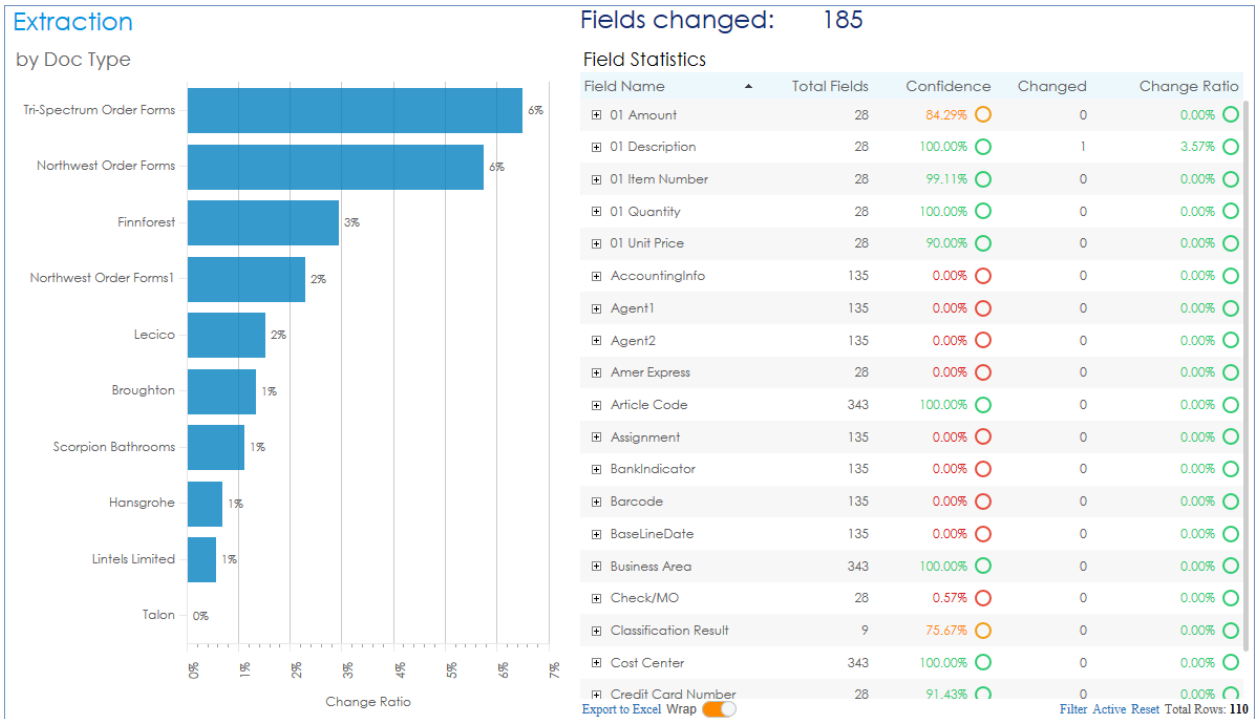 Extraction
by Doc Type
Tri-Spectrum Order Forms 6%
Northwest Order Forms 6%
Finnforest 3%
Northwest Order Forms1 2%
Lecico 2%
Broughton 1%
Scorpion Bathrooms 1%
Hansgrohe 1%
Lintels Limited 1%
Talon 0%
0% 1% 2% 3% 4% 5% 6% 7%
Change Ratio
Fields changed: 185
Field Statistics
Field Name Total Fields Confidence Changed Change Ratio
01 Amount 28 84.29% 0 0.00%
01 Description 28 100.00% 1 3.57%
01 Item Number 28 99.11% 0 0.00%
01 Quantity 28 100.00% 0 0.00%
01 Unit Price 28 90.00% 0 0.00%
AccountingInfo 135 0.00% 0 0.00%
Agent1 135 0.00% 0 0.00%
Agent2 135 0.00% 0 0.00%
Amer Express 28 0.00% 0 0.00%
Article Code 343 100.00% 0 0.00%
Assignment 135 0.00% 0 0.00%
BankIndicator 135 0.00% 0 0.00%
Barcode 135 0.00% 0 0.00%
BaseLineDate 135 0.00% 0 0.00%
Business Area 343 100.00% 0 0.00%
Check/MO 28 0.57% 0 0.00%
Classification Result 9 75.67% 0 0.00%
Cost Center 343 100.00% 0 0.00%
Credit Card Number 28 91.43% 0 0.00%
Export to Excel Wrap Filter Active Reset Total Rows: 110